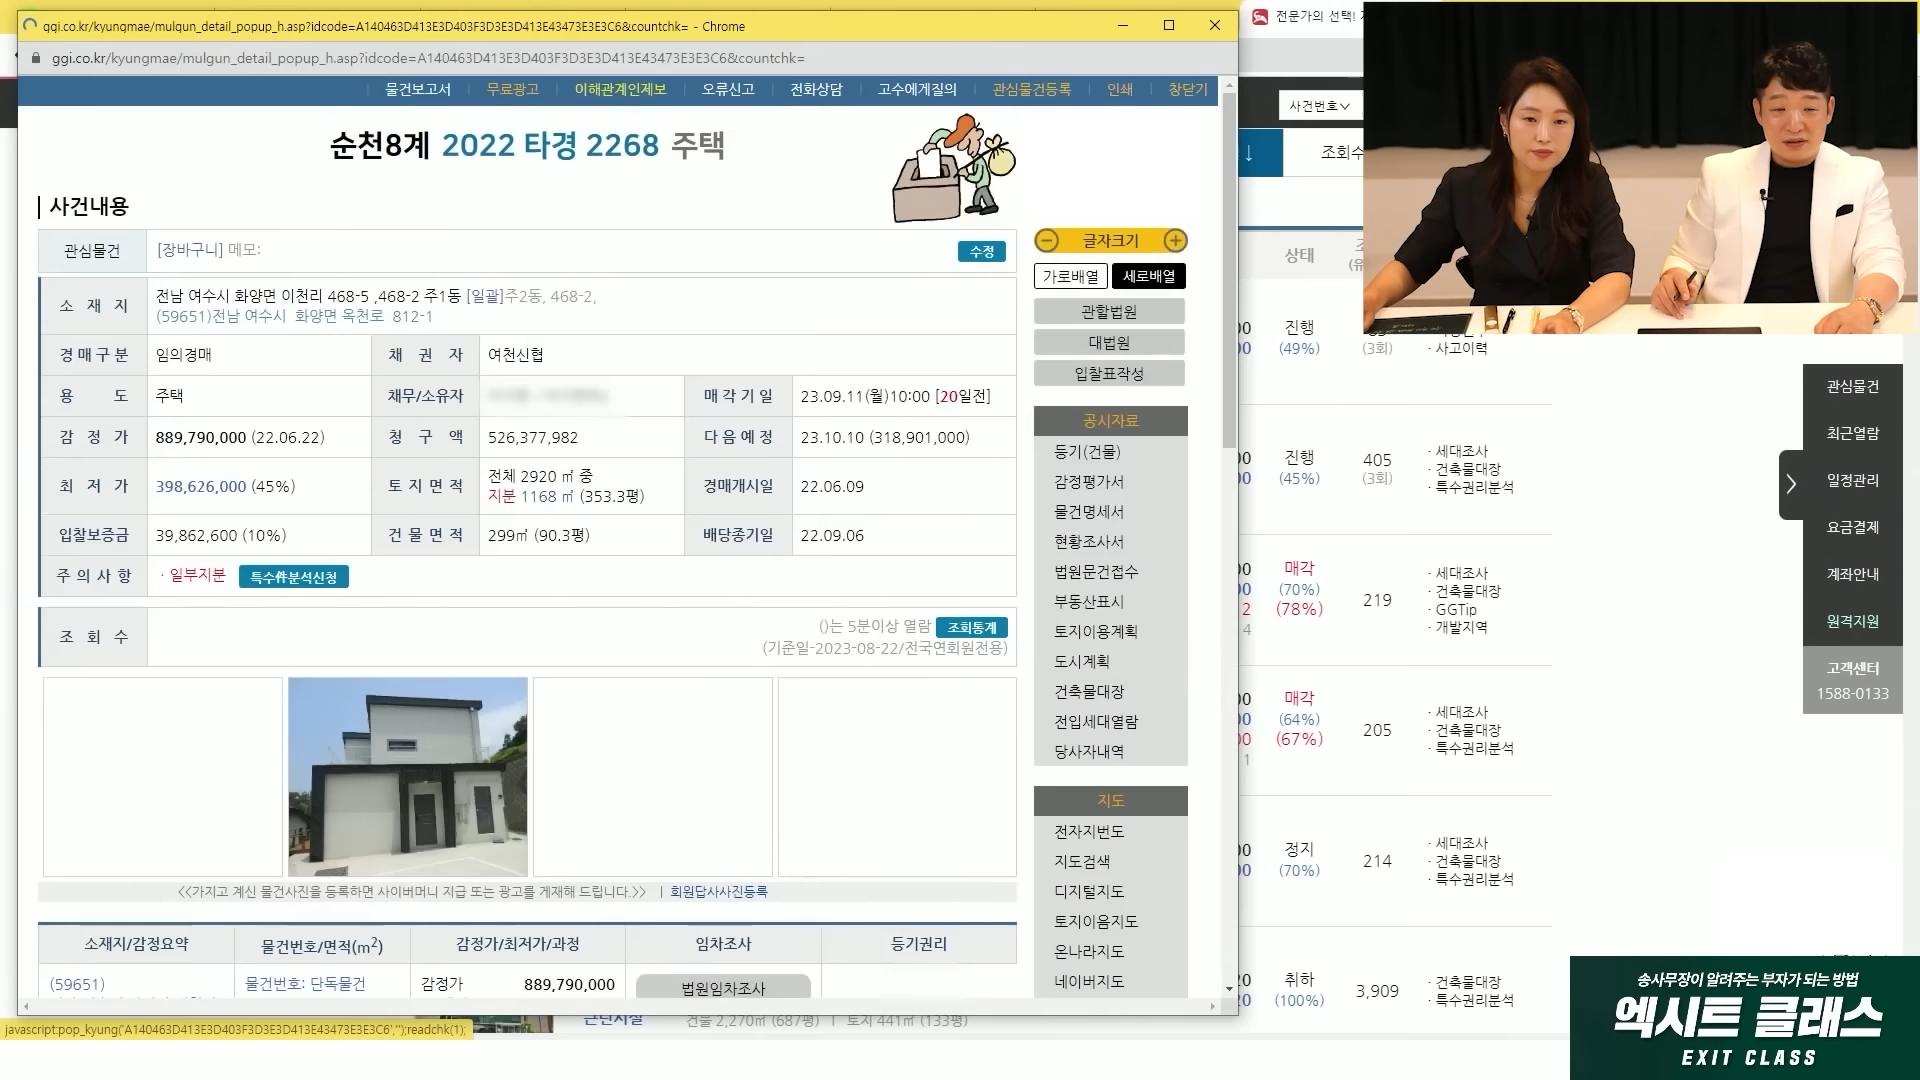 ggi.co.kr/kyungmae/mulgun_detail_popup_h.asp?idcode=A140463D413E3D403F3D3E3D413E43473E3E3C6&countchk= - Chrome
전문가의 선택!
ggi.co.kr/kyungmae/mulgun_detail_popup_h.asp?idcode=A140463D413E3D403F3D3E3D413E43473E3E3C6&countchk=
물건보고서 무료광고 이해관계인제보 오류신고 전화상담 고수에게질의 관심물건등록 인쇄 창닫기
사건번호
순천8계 2022 타경 2268 주택
조회수
사건내용
관심물건 [장바구니] 메모: 수정
글자크기
가로배열 세로배열
소 재 지 전남 여수시 화양면 이천리 468-5 ,468-2 주1동 [일괄]주2동, 468-2,
(59651)전남 여수시 화양면 옥천로 812-1
경매구분 임의경매 채 권 자 여천신협
용 도 주택 채무/소유자 매각기일 23.09.11(월)10:00 [20일전]
감 정 가 889,790,000 (22.06.22) 청 구 액 526,377,982 다음예정 23.10.10 (318,901,000)
최 저 가 398,626,000 (45%) 토지면적 전체 2920 ㎡ 중
지분 1168 ㎡ (353.3평) 경매개시일 22.06.09
입찰보증금 39,862,600 (10%) 건물면적 299㎡ (90.3평) 배당종기일 22.09.06
주의사항 · 일부지분 특수件분석신청
조 회 수 ()는 5분이상 열람 조회통계
(기준일-2023-08-22/전국연회원전용)
<<가지고 계신 물건사진을 등록하면 사이버머니 지급 또는 광고를 게재해 드립니다.>> | 회원답사사진등록
소재지/감정요약 물건번호/면적(m2) 감정가/최저가/과정 임차조사 등기권리
(59651) 물건번호: 단독물건 감정가 889,790,000 법원임차조사
관할법원
대법원
입찰표작성
공시자료
등기(건물)
감정평가서
물건명세서
현황조사서
법원문건접수
부동산표시
토지이용계획
도시계획
건축물대장
전입세대열람
당사자내역
지도
전자지번도
지도검색
디지털지도
토지이음지도
온나라지도
네이버지도
상태
00 진행
00 (49%) (3회) · 사고이력
00 진행 405 · 세대조사
00 (45%) (3회) · 건축물대장
· 특수권리분석
00 매각 219 · 세대조사
00 (70%) · 건축물대장
2 (78%) · GGTip
4 · 개발지역
00 매각 205 · 세대조사
00 (64%) · 건축물대장
00 (67%) · 특수권리분석
1
00 정지 214 · 세대조사
00 (70%) · 건축물대장
· 특수권리분석
20 취하 3,909 · 건축물대장
20 (100%) · 특수권리분석
관심물건
최근열람
일정관리
요금결제
계좌안내
원격지원
고객센터
1588-0133
건물 2,270㎡ (687평) | 토지 441㎡ (133평)
javascript:pop_kyung('A140463D413E3D403F3D3E3D413E43473E3E3C6','');readchk(1);
송사무장이 알려주는 부자가 되는 방법
엑시트 클래스
EXIT CLASS